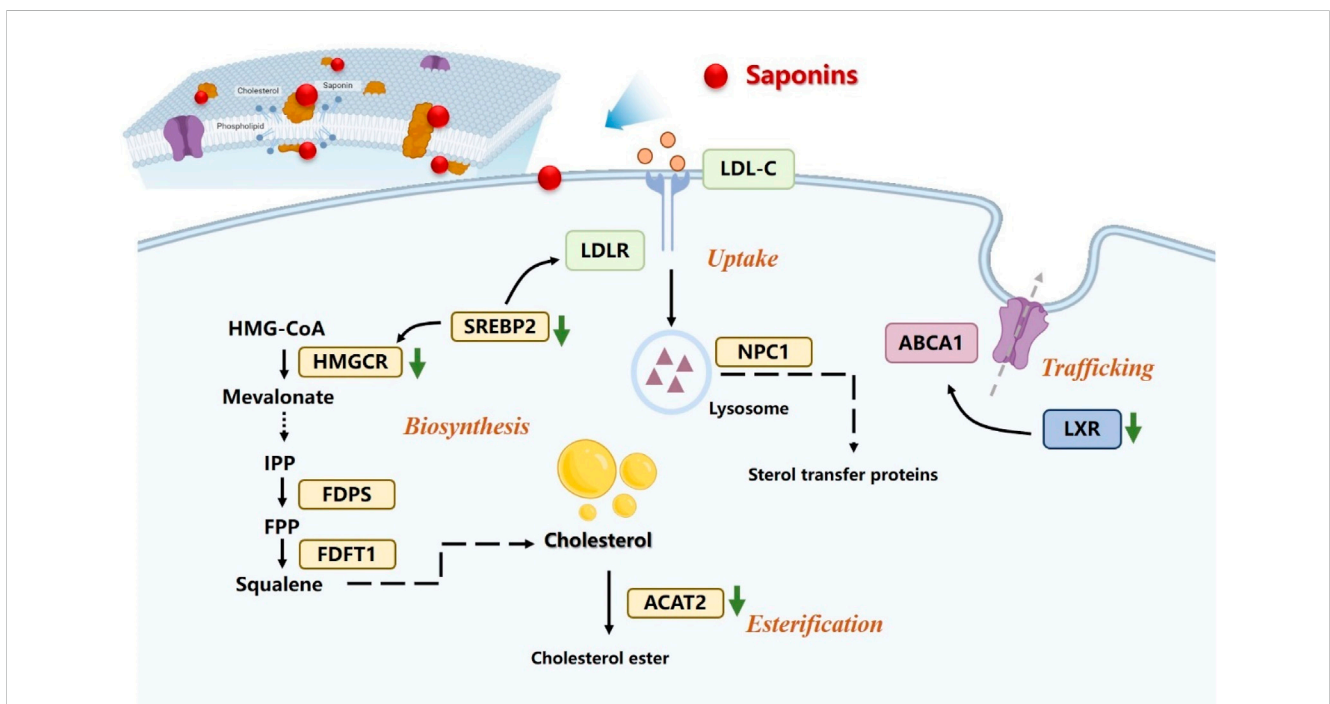 Saponins
Cholesterol
Saponin
Phospholipid
LDL-C
LDLR
Uptake
HMG-CoA
SREBP2
HMGCR
NPC1
ABCA1
Trafficking
Mevalonate
Lysosome
Biosynthesis
LXR
IPP
Sterol transfer proteins
FDPS
FPP
Cholesterol
FDFT1
Squalene
ACAT2
Esterification
Cholesterol ester